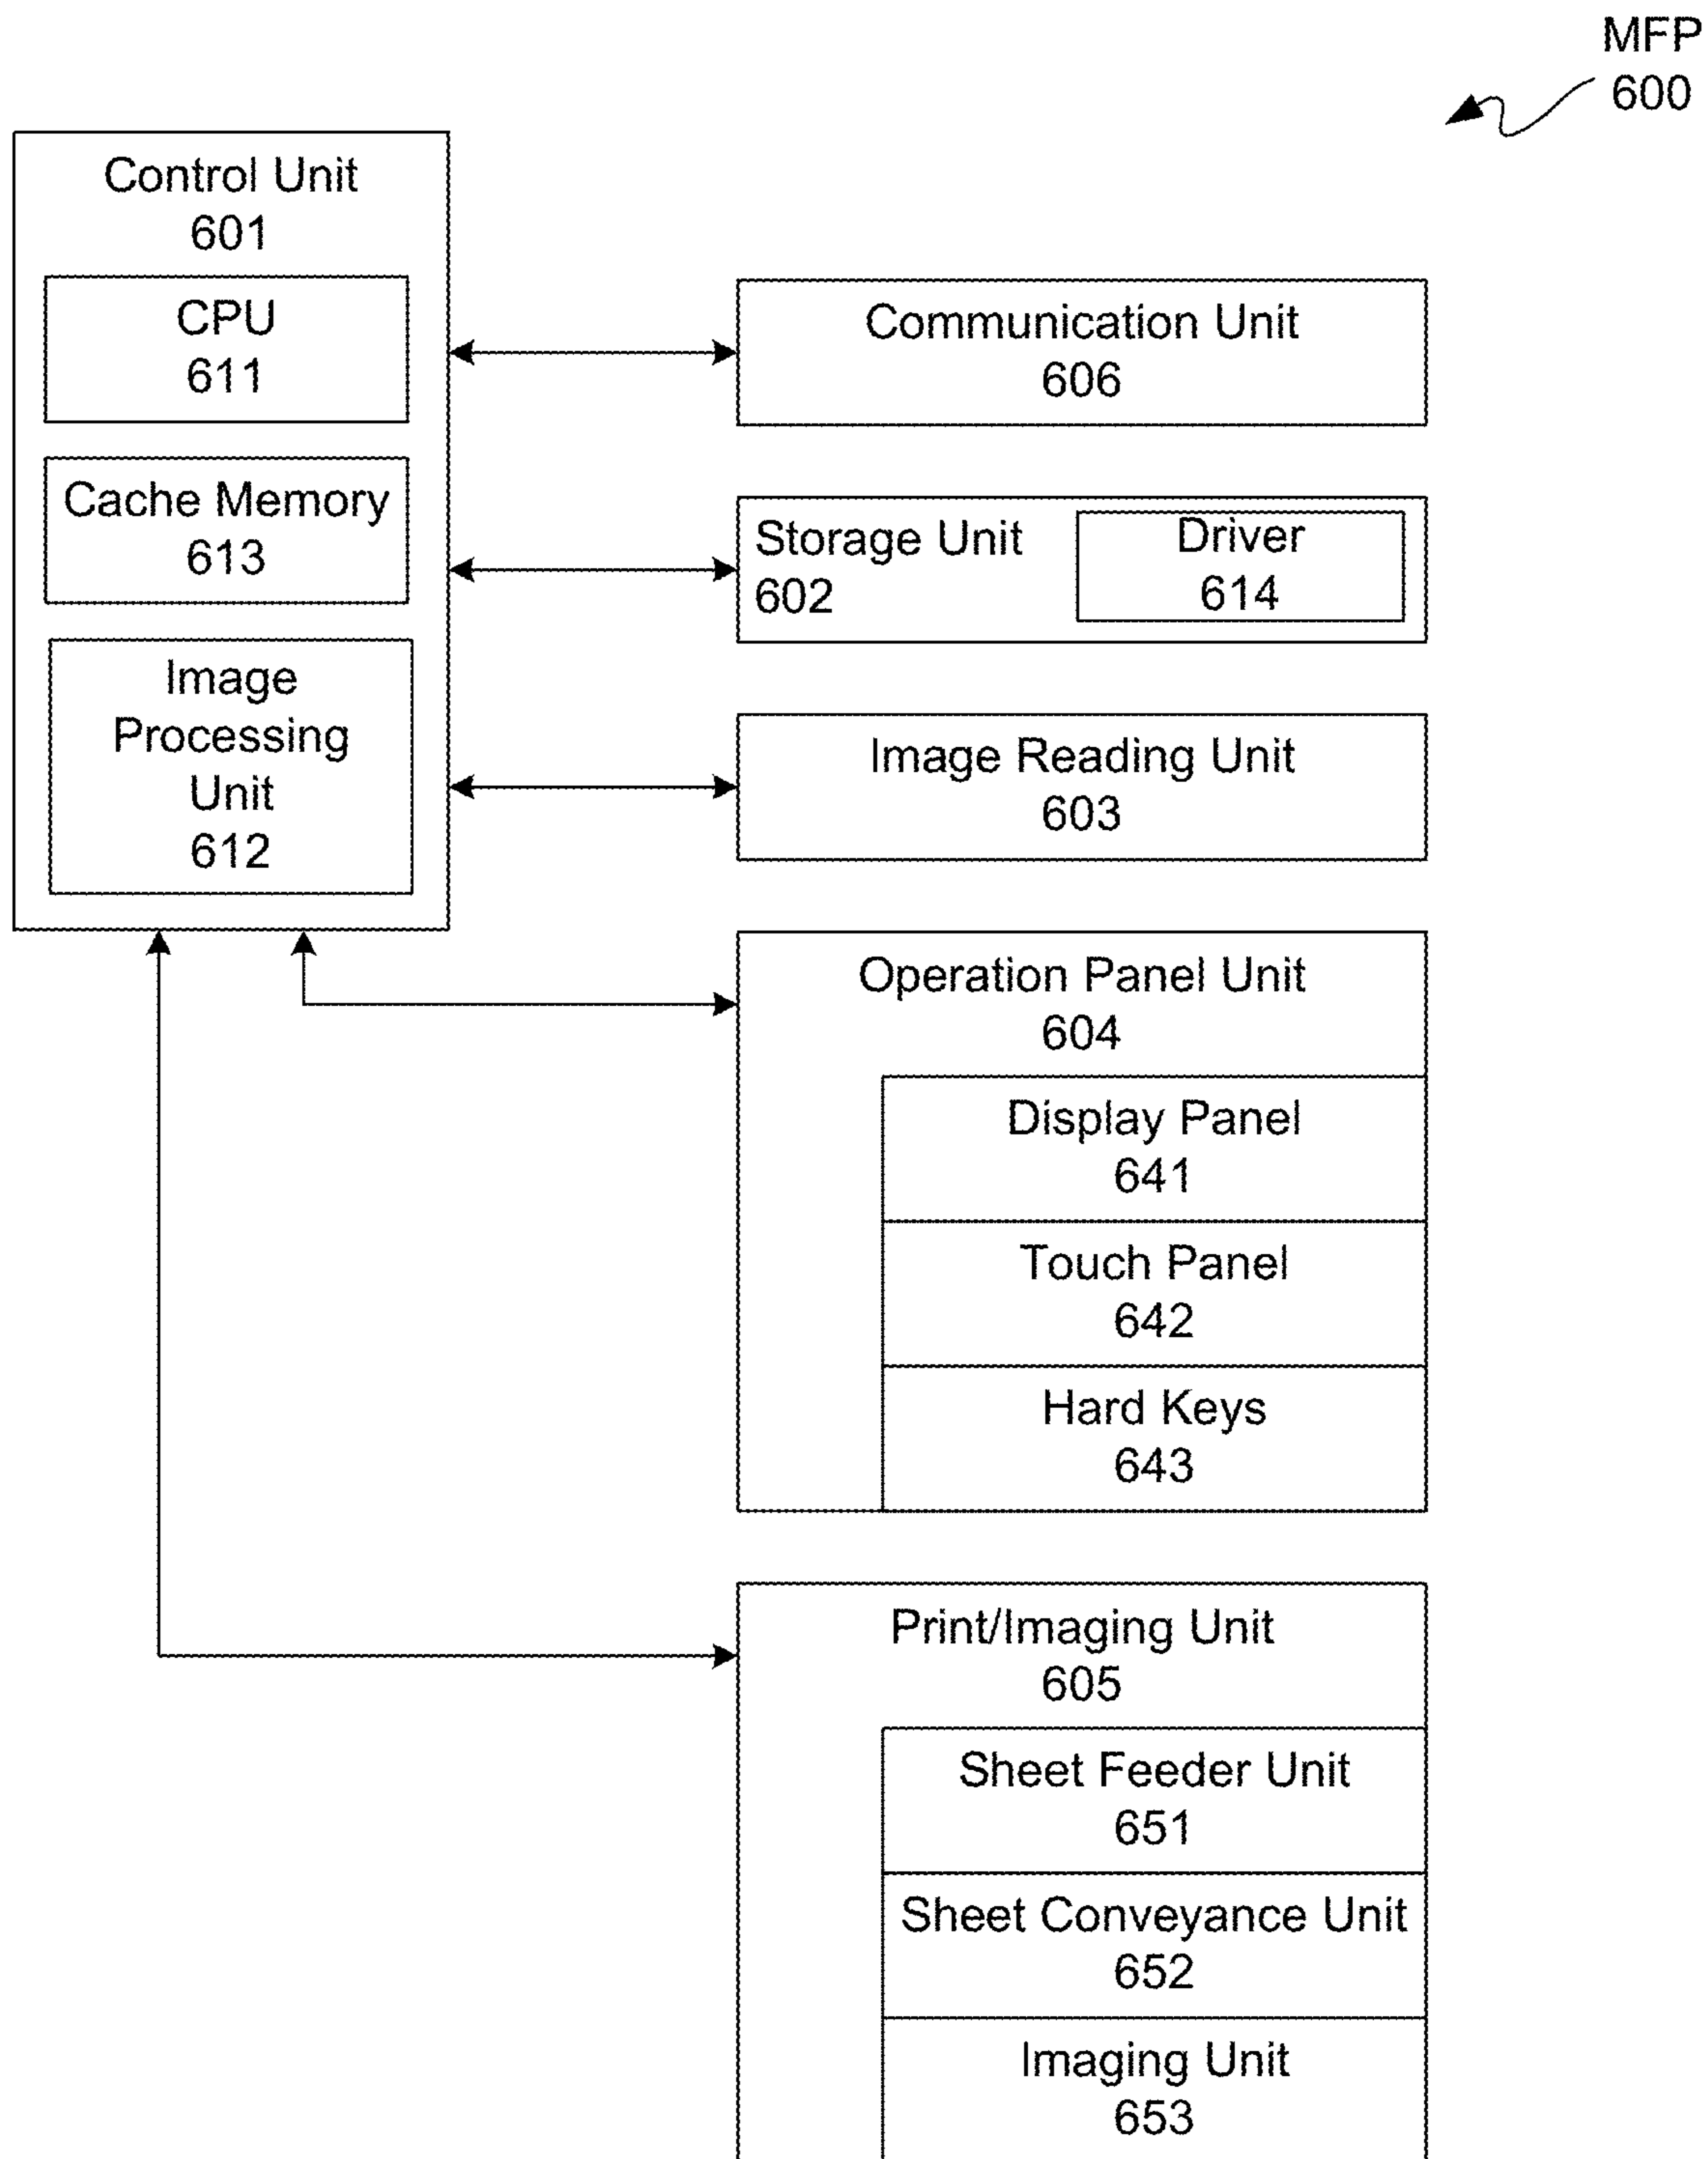 MFP
600
Control Unit
601
CPU
611
Cache Memory
613
Image
Processing
Unit
612
Communication Unit
606
Storage Unit
602
Driver
614
Image Reading Unit
603
Operation Panel Unit
604
Display Panel
641
Touch Panel
642
Hard Keys
643
Print/Imaging Unit
605
Sheet Feeder Unit
651
Sheet Conveyance Unit
652
Imaging Unit
653